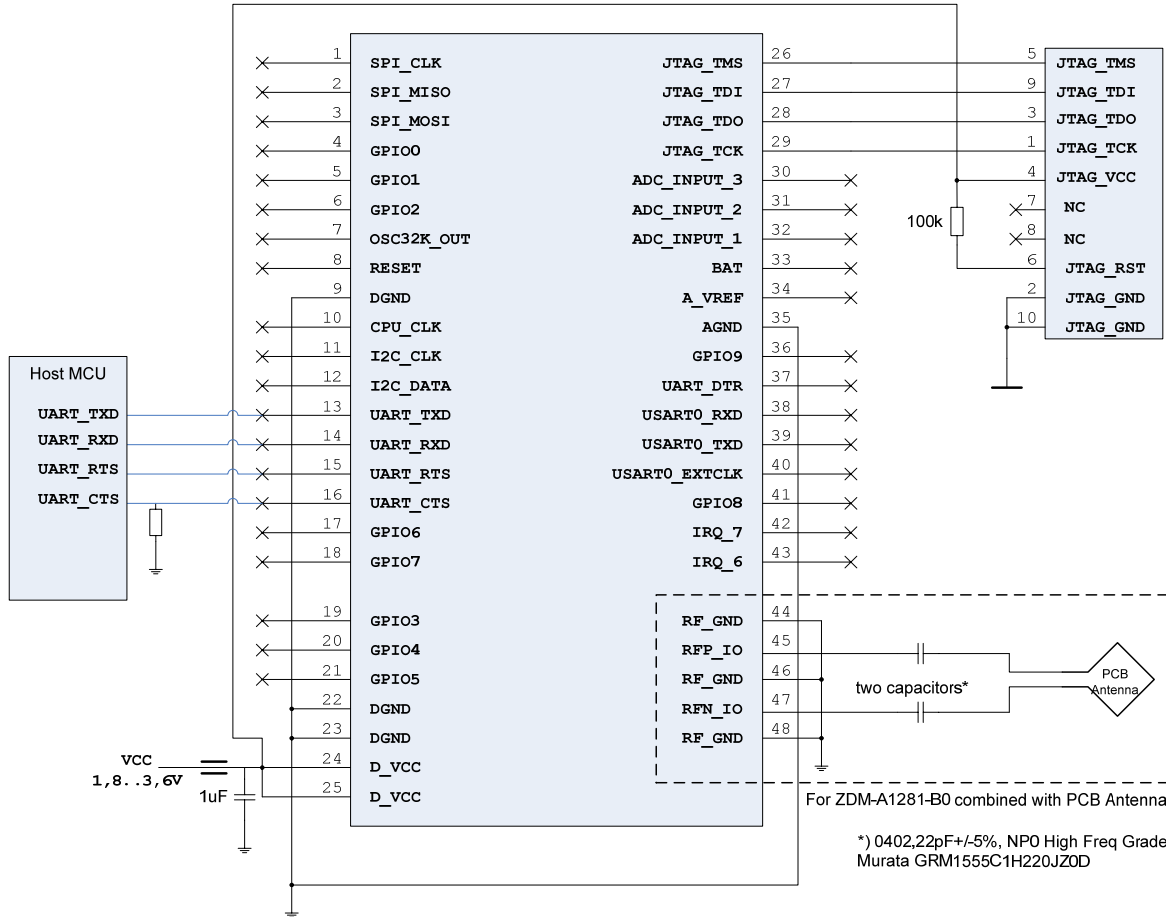 1 SPI_CLK JTAG_TMS 26 5 JTAG_TMS
2 SPI_MISO JTAG_TDI 27 9 JTAG_TDI
3 SPI_MOSI JTAG_TDO 28 3 JTAG_TDO
4 GPIO0 JTAG_TCK 29 1 JTAG_TCK
5 GPIO1 ADC_INPUT_3 30 4 JTAG_VCC
6 GPIO2 ADC_INPUT_2 31 100k 7 NC
7 OSC32K_OUT ADC_INPUT_1 32 8 NC
8 RESET BAT 33 6 JTAG_RST
9 DGND A_VREF 34 2 JTAG_GND
10 CPU_CLK AGND 35 10 JTAG_GND
11 I2C_CLK GPIO9 36
Host MCU
12 I2C_DATA UART_DTR 37
UART_TXD 13 UART_TXD USART0_RXD 38
UART_RXD 14 UART_RXD USART0_TXD 39
UART_RTS 15 UART_RTS USART0_EXTCLK 40
UART_CTS 16 UART_CTS GPIO8 41
17 GPIO6 IRQ_7 42
18 GPIO7 IRQ_6 43
19 GPIO3 RF_GND 44
20 GPIO4 RFP_IO 45
21 GPIO5 RF_GND 46 two capacitors* PCB Antenna
22 DGND RFN_IO 47
23 DGND RF_GND 48
VCC 24 D_VCC
1,8..3,6V
1uF 25 D_VCC
For ZDM-A1281-B0 combined with PCB Antenna
*) 0402,22pF+/-5%, NP0 High Freq Grade
Murata GRM1555C1H220JZ0D